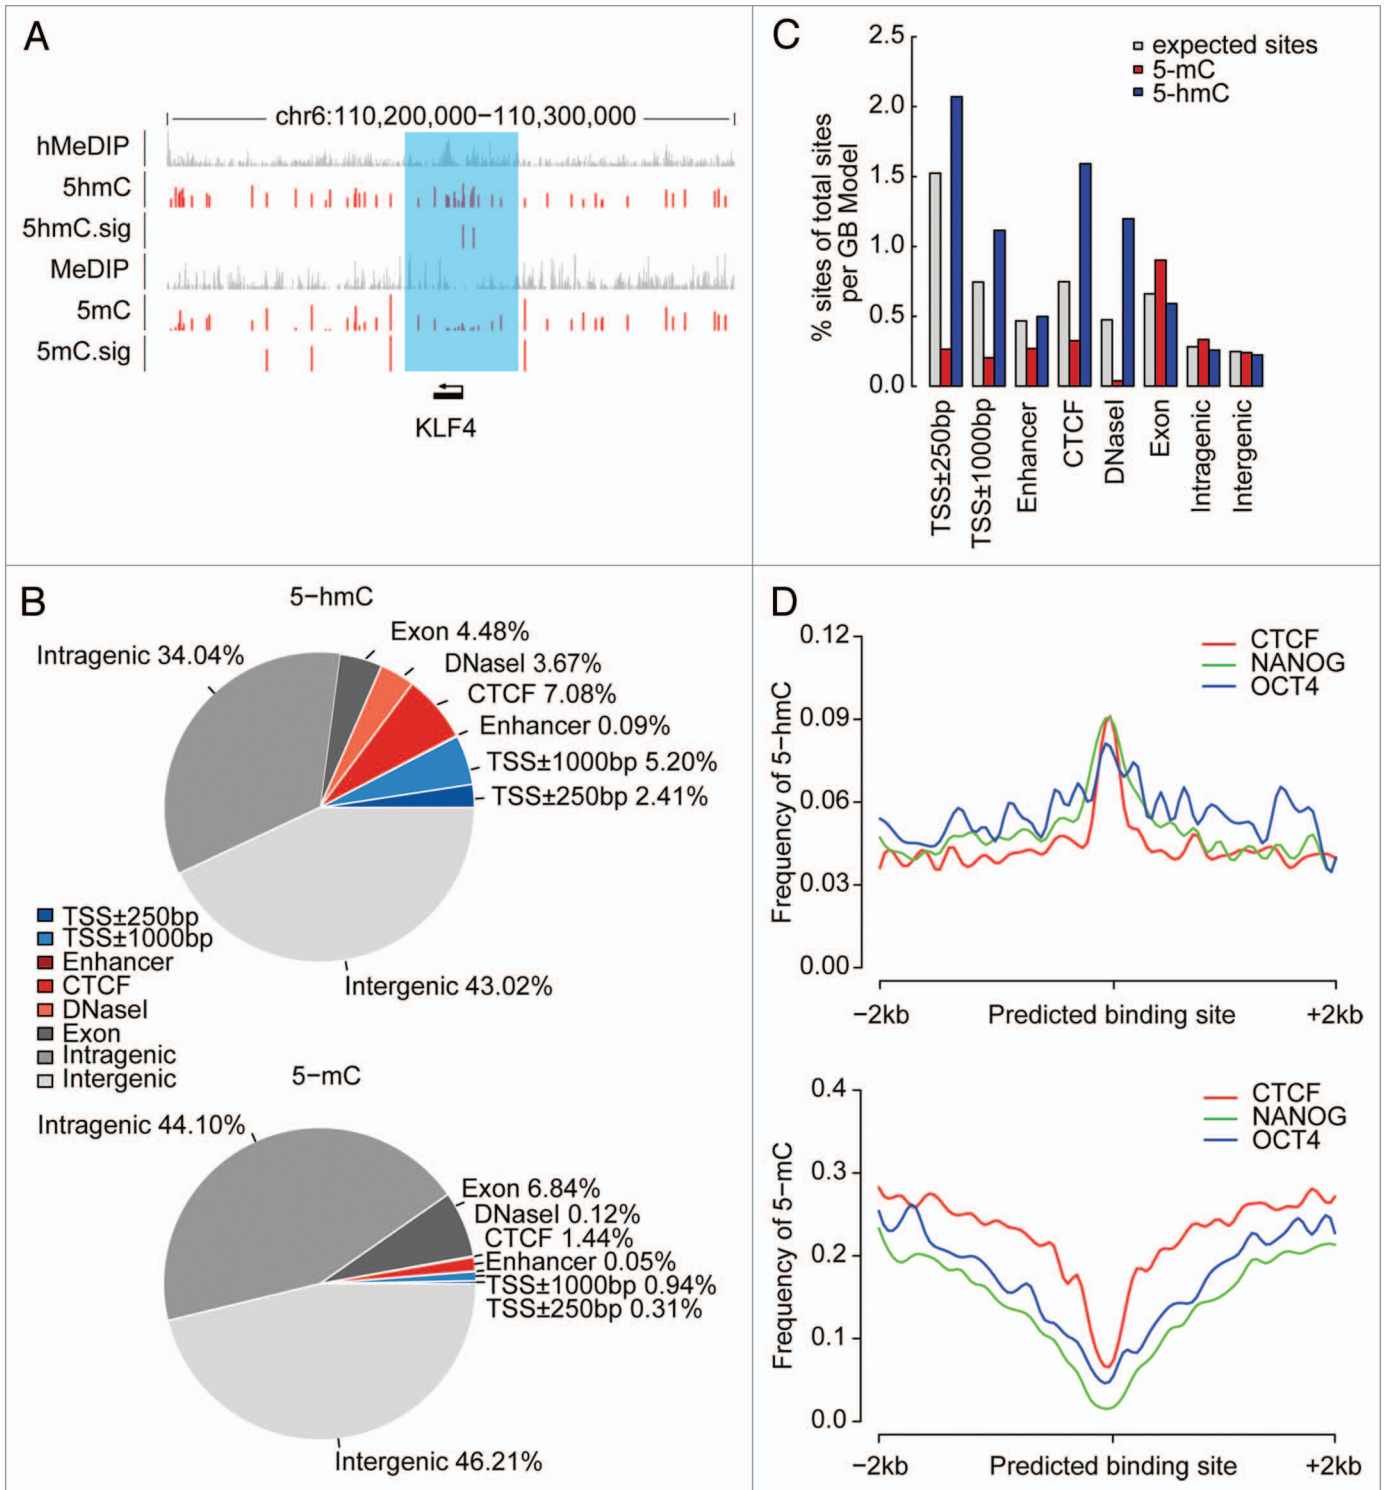 A
chr6:110,200,000−110,300,000
hMeDIP
5hmC
5hmC.sig
MeDIP
5mC
5mC.sig
KLF4
C
2.5
2.0
1.5
1.0
0.5
0.0
% sites of total sites
per GB Model
expected sites
5-mC
5-hmC
TSS±250bp
TSS±1000bp
Enhancer
CTCF
DNaseI
Exon
Intragenic
Intergenic
B
5−hmC
Intragenic 34.04%
Exon 4.48%
DNaseI 3.67%
CTCF 7.08%
Enhancer 0.09%
TSS±1000bp 5.20%
TSS±250bp 2.41%
Intergenic 43.02%
TSS±250bp
TSS±1000bp
Enhancer
CTCF
DNaseI
Exon
Intragenic
Intergenic
5−mC
Intragenic 44.10%
Exon 6.84%
DNaseI 0.12%
CTCF 1.44%
Enhancer 0.05%
TSS±1000bp 0.94%
TSS±250bp 0.31%
Intergenic 46.21%
D
0.12
0.09
0.06
0.03
0.00
Frequency of 5−hmC
CTCF
NANOG
OCT4
−2kb
Predicted binding site
+2kb
0.4
0.3
0.2
0.1
0.0
Frequency of 5−mC
CTCF
NANOG
OCT4
−2kb
Predicted binding site
+2kb